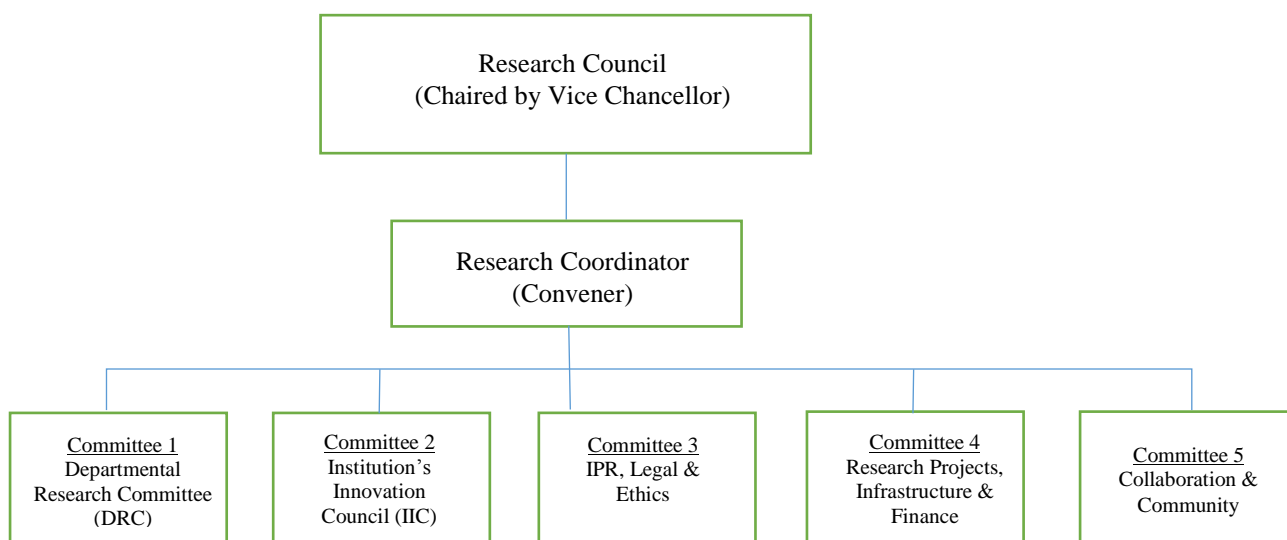 Research Council
(Chaired by Vice Chancellor)
Research Coordinator
(Convener)
Committee 1
Departmental
Research Committee
(DRC)
Committee 2
Institution’s
Innovation
Council (IIC)
Committee 3
IPR, Legal &
Ethics
Committee 4
Research Projects,
Infrastructure &
Finance
Committee 5
Collaboration &
Community